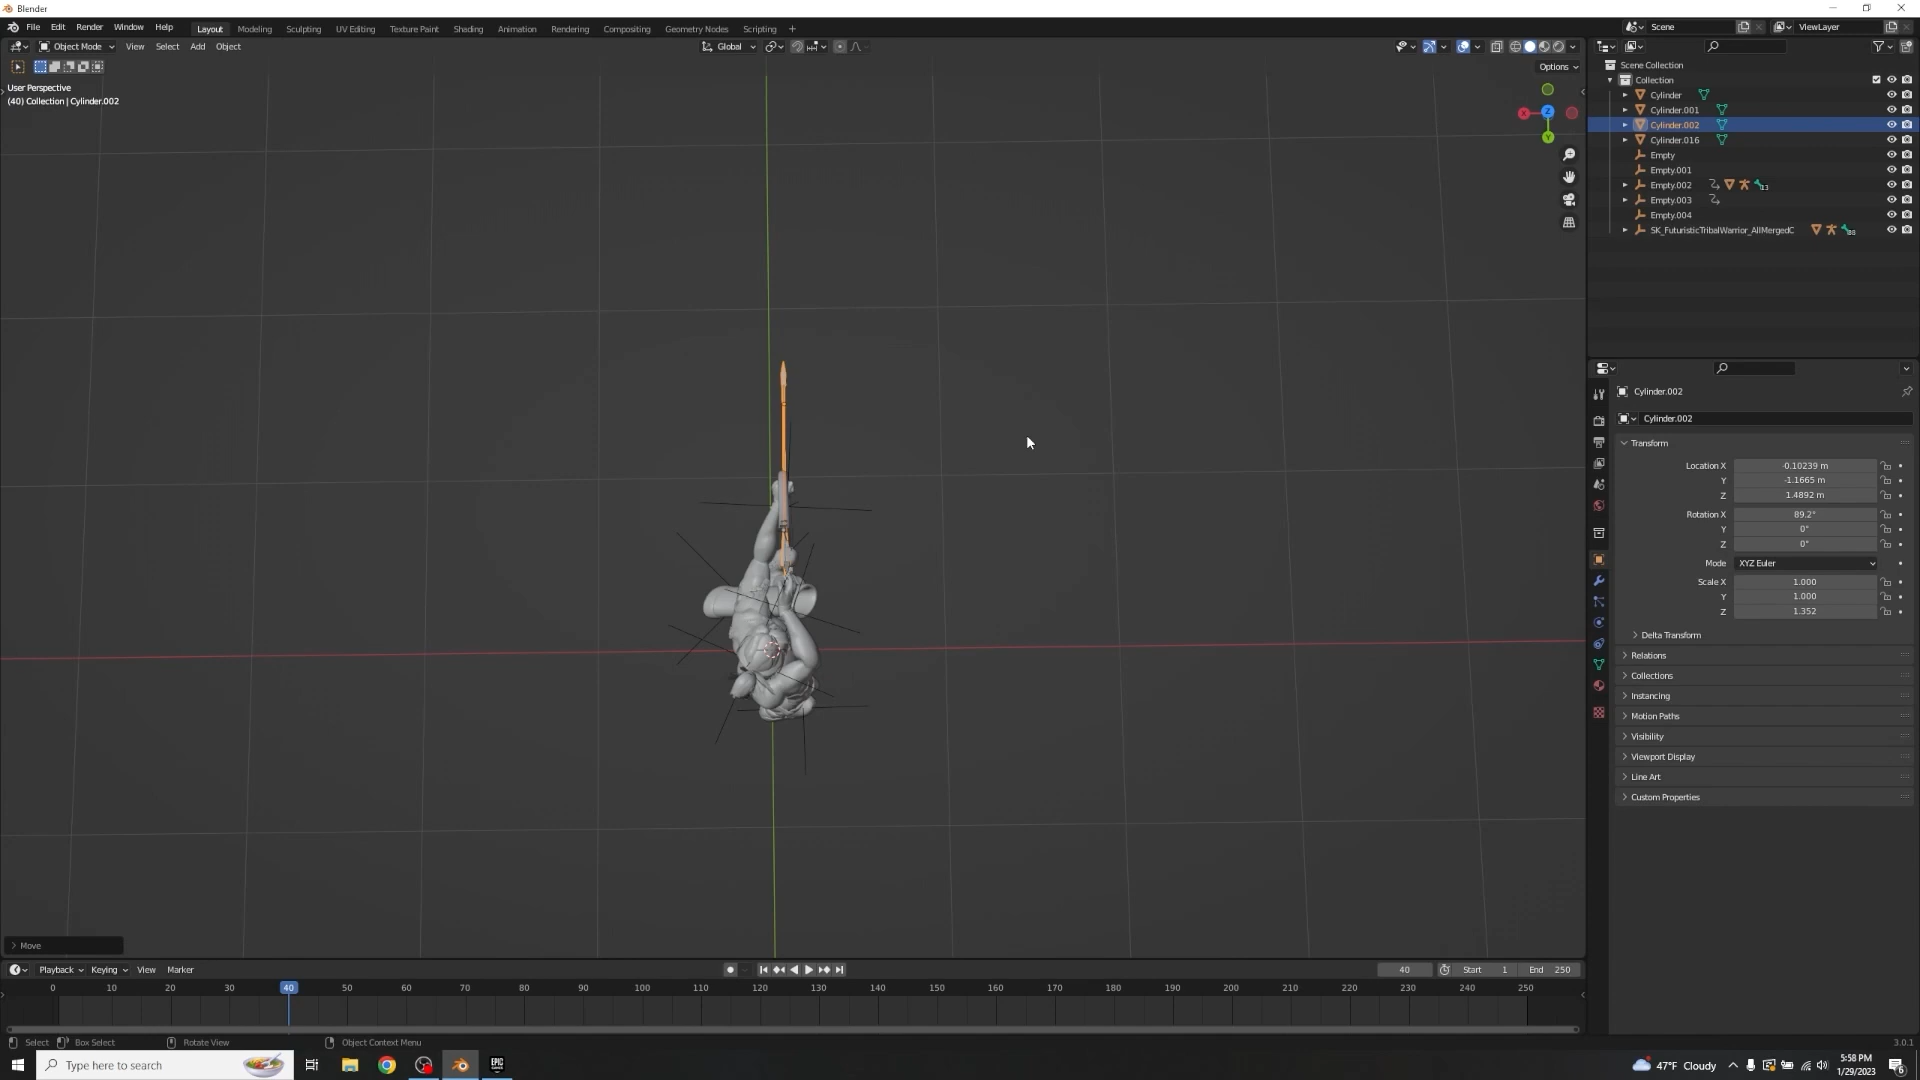 Blender
File Edit Render Window Help
Layout Modeling Sculpting UV Editing Texture Paint Shading Animation Rendering Compositing Geometry Nodes Scripting +
Scene
ViewLayer
Object Mode View Select Add Object
Global
Options
User Perspective
(40) Collection | Cylinder.002
X
Z
Y
Scene Collection
Collection
Cylinder
Cylinder.001
Cylinder.002
Cylinder.016
Empty
Empty.001
Empty.002
13
Empty.003
Empty.004
SK_FuturisticTribalWarrior_AllMergedC
Cylinder.002
Cylinder.002
Transform
Location X -0.10239 m
Y -1.1665 m
Z 1.4892 m
Rotation X 89.2°
Y 0°
Z 0°
Mode XYZ Euler
Scale X 1.000
Y 1.000
Z 1.352
Delta Transform
Relations
Collections
Instancing
Motion Paths
Visibility
Viewport Display
Line Art
Custom Properties
Move
Playback Keying View Marker
40 Start 1 End 250
0 10 20 30 40 50 60 70 80 90 100 110 120 130 140 150 160 170 180 190 200 210 220 230 240 250
Select Box Select Rotate View Object Context Menu
3.0.1
Type here to search
EPIC GAMES
47°F Cloudy
5:58 PM
1/29/2023
6